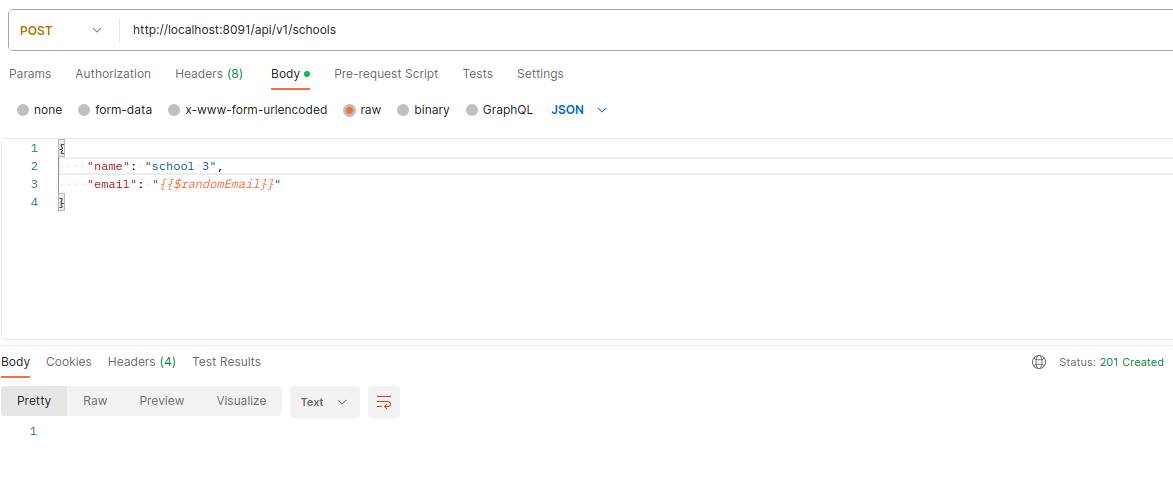 POST http://localhost:8091/api/v1/schools
Params Authorization Headers (8) Body Pre-request Script Tests Settings
none form-data x-www-form-urlencoded raw binary GraphQL JSON
1 {
2 "name": "school 3",
3 "email": "{{$randomEmail}}"
4 }
Body Cookies Headers (4) Test Results Status: 201 Created
Pretty Raw Preview Visualize Text
1